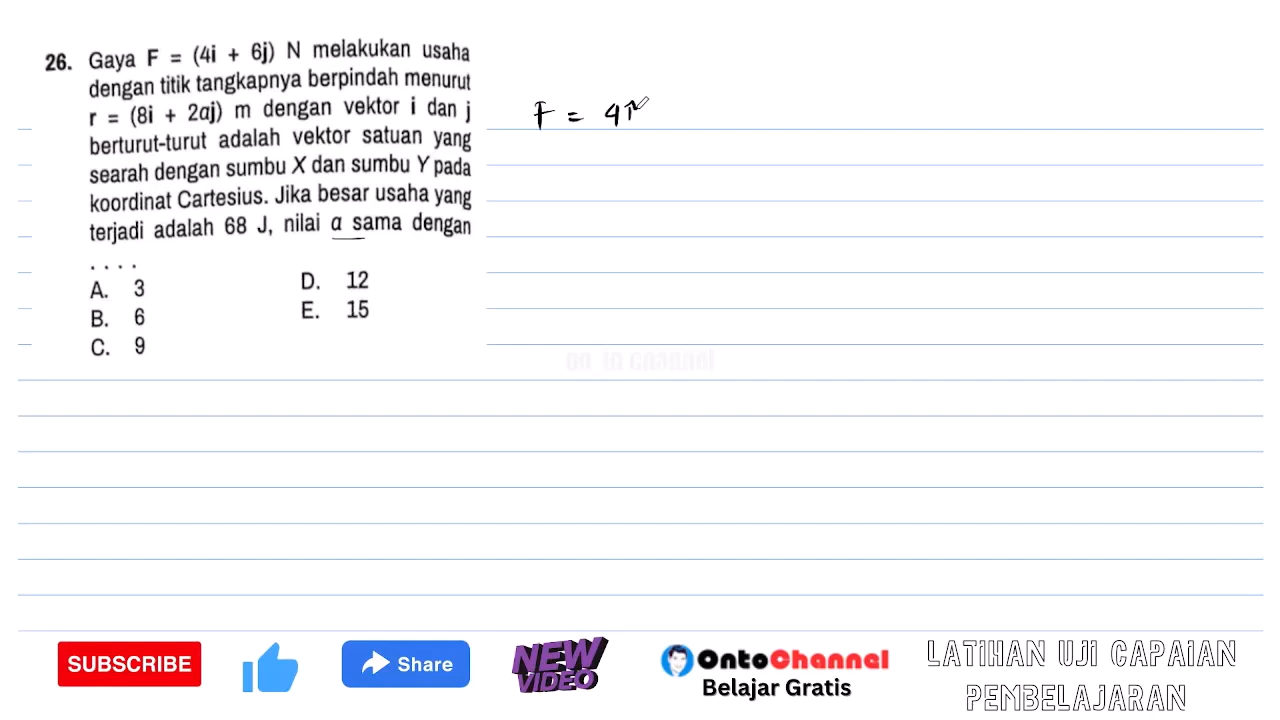 26. Gaya F = (4i + 6j) N melakukan usaha
dengan titik tangkapnya berpindah menurut
r = (8i + 2aj) m dengan vektor i dan j
berturut-turut adalah vektor satuan yang
searah dengan sumbu X dan sumbu Y pada
koordinat Cartesius. Jika besar usaha yang
terjadi adalah 68 J, nilai a sama dengan
. . . .
A. 3
B. 6
C. 9
D. 12
E. 15
F = 4i
SUBSCRIBE
Share
NEW
VIDEO
OntoChannel
Belajar Gratis
LATIHAN UJI CAPAIAN
PEMBELAJARAN